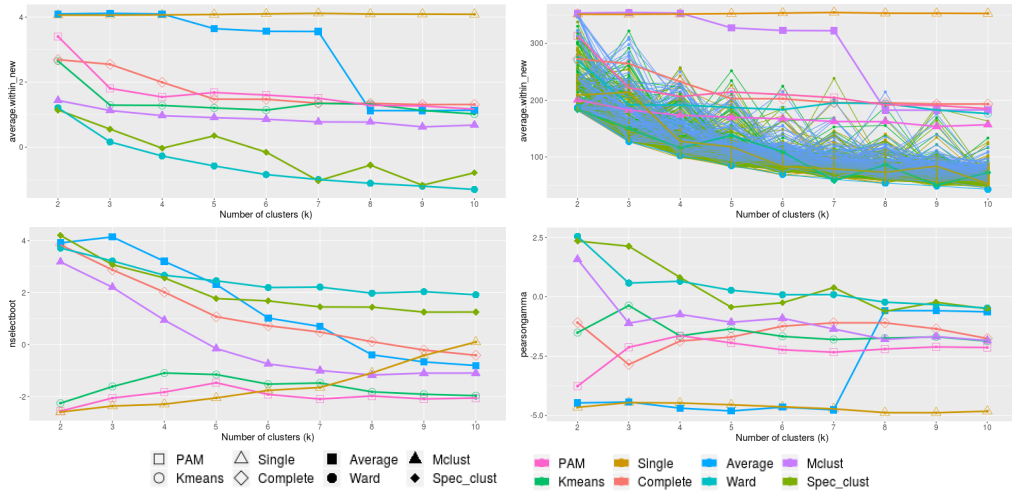 average.within_new
4
2
0
2 3 4 5 6 7 8 9 10
Number of clusters (k)
average.within_new
300
200
100
2 3 4 5 6 7 8 9 10
Number of clusters (k)
nselectboot
4
2
0
-2
2 3 4 5 6 7 8 9 10
Number of clusters (k)
pearsongamma
2.5
0.0
-2.5
-5.0
2 3 4 5 6 7 8 9 10
Number of clusters (k)
PAM Single Average Mclust
Kmeans Complete Ward Spec_clust
PAM Single Average Mclust
Kmeans Complete Ward Spec_clust